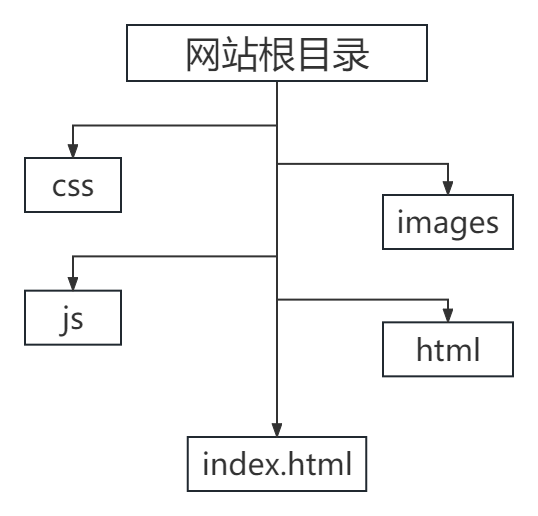 网站根目录
css
images
js
html
index.html